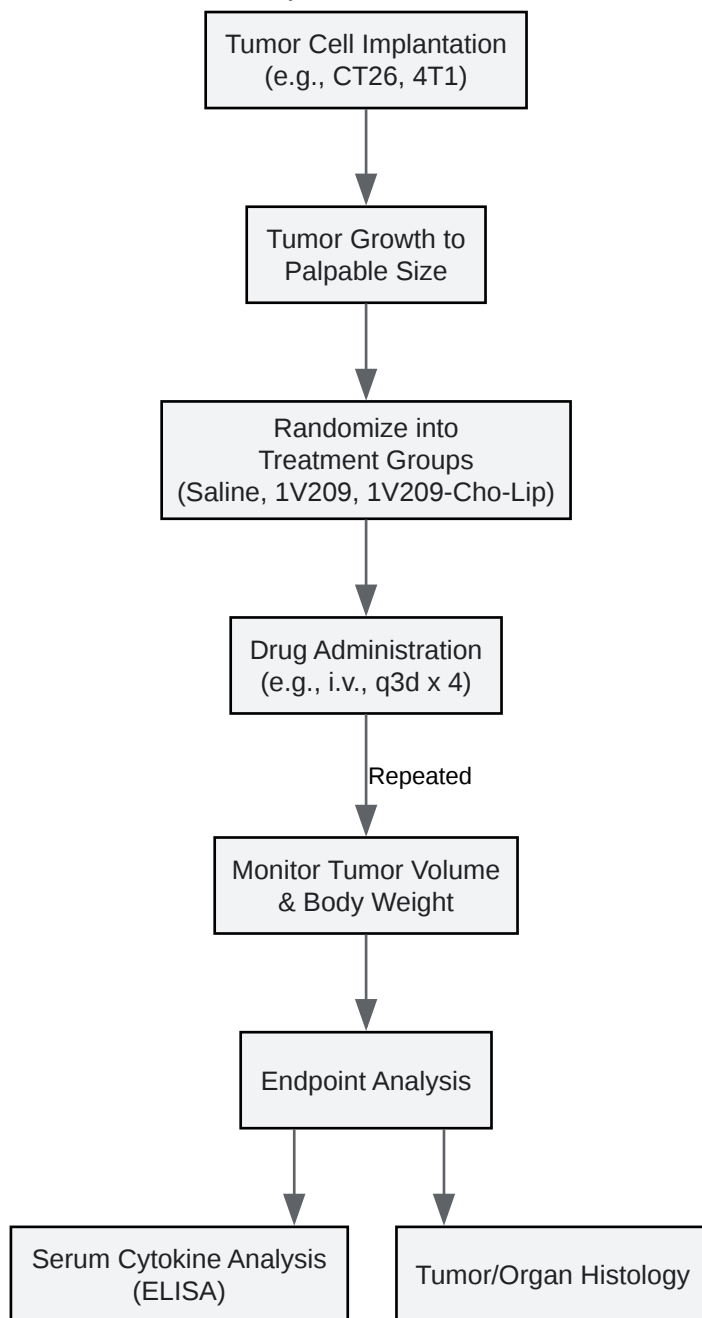 Tumor Cell Implantation
(e.g., CT26, 4T1)
Tumor Growth to
Palpable Size
Randomize into
Treatment Groups
(Saline, 1V209, 1V209-Cho-Lip)
Drug Administration
(e.g., i.v., q3d x 4)
Repeated
Monitor Tumor Volume
& Body Weight
Endpoint Analysis
Serum Cytokine Analysis
(ELISA)
Tumor/Organ Histology